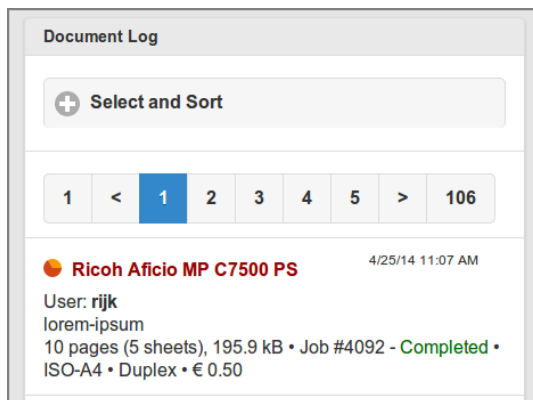 Document Log
Select and Sort
1 < 1 2 3 4 5 > 106
Ricoh Aficio MP C7500 PS 4/25/14 11:07 AM
User: rijk
lorem-ipsum
10 pages (5 sheets), 195.9 kB • Job #4092 - Completed •
ISO-A4 • Duplex • € 0.50